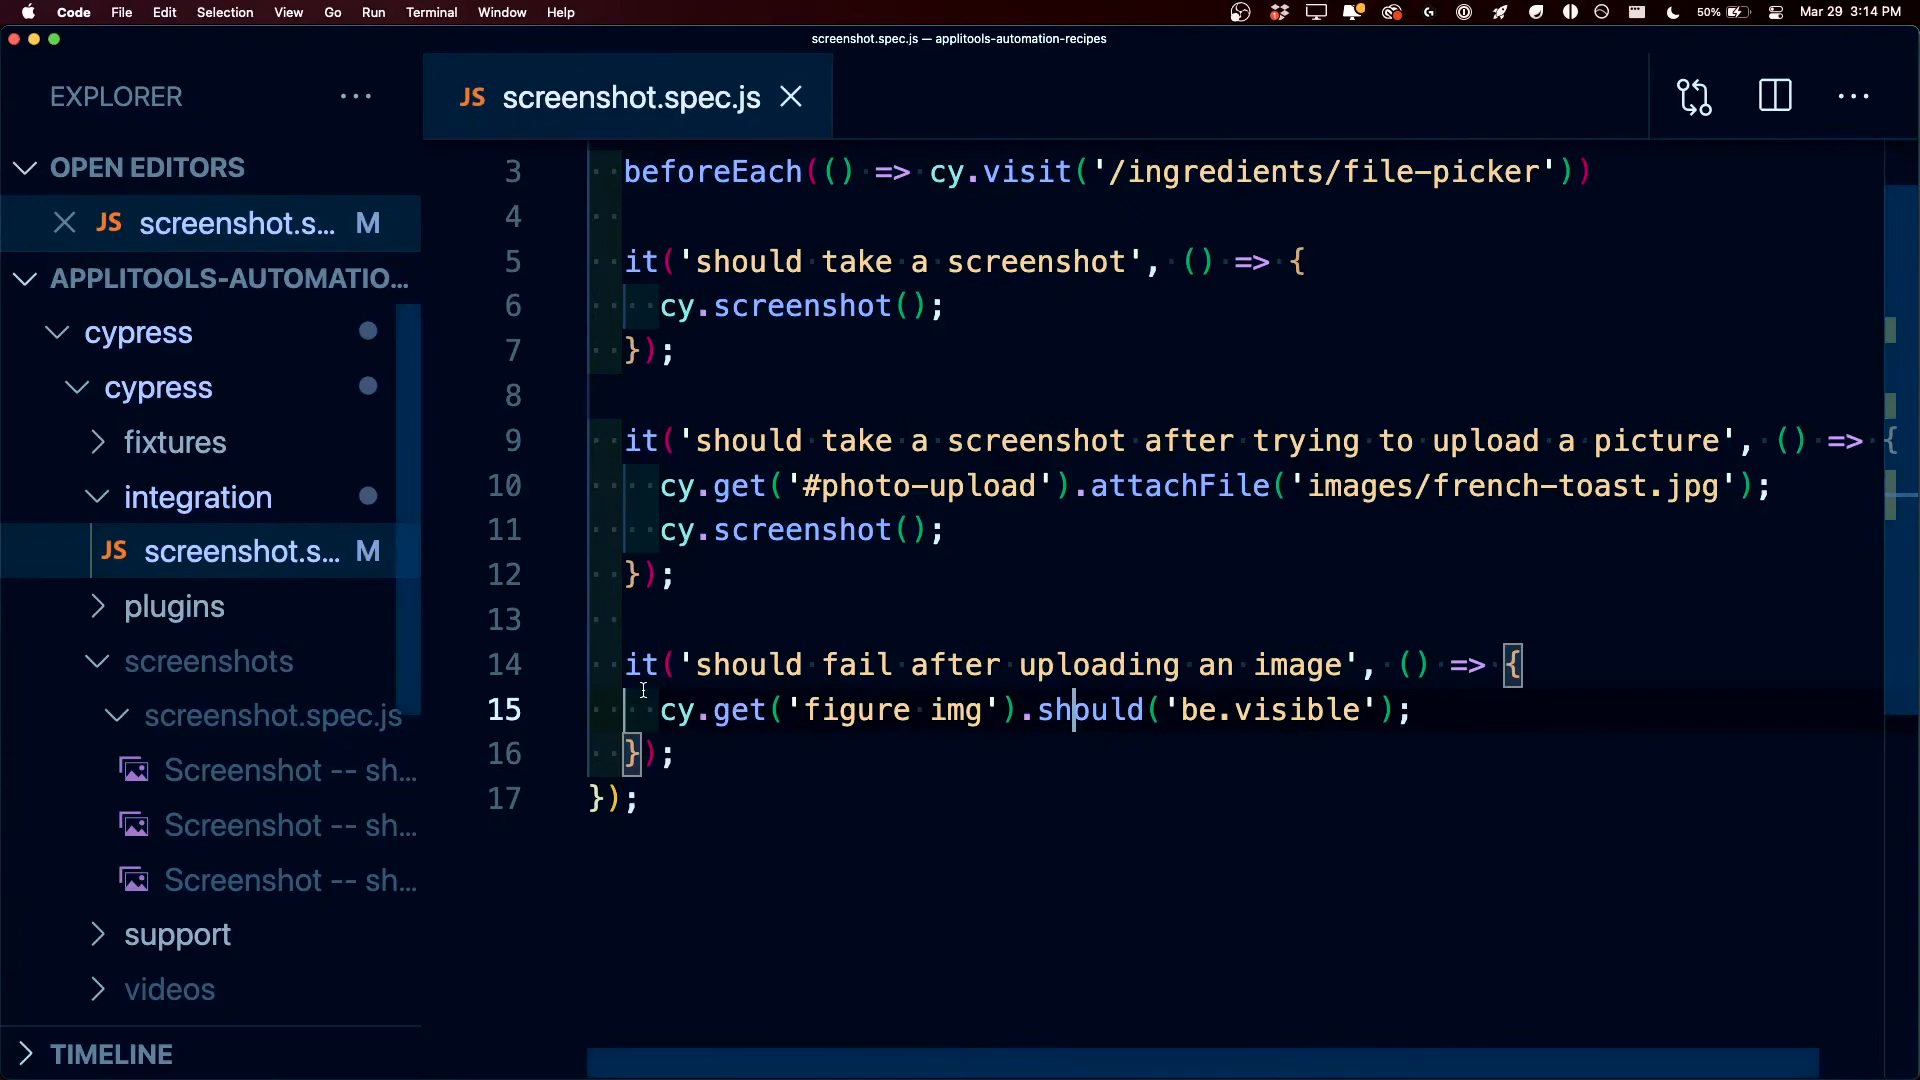 Code File Edit Selection View Go Run Terminal Window Help 50% Mar 29 3:14 PM
screenshot.spec.js — applitools-automation-recipes
EXPLORER ···
JS screenshot.spec.js
OPEN EDITORS
JS screenshot.s... M
APPLITOOLS-AUTOMATIO...
cypress
cypress
fixtures
integration
JS screenshot.s... M
plugins
screenshots
screenshot.spec.js
Screenshot -- sh...
Screenshot -- sh...
Screenshot -- sh...
support
videos
TIMELINE
3 beforeEach(() => cy.visit('/ingredients/file-picker'))
4
5 it('should take a screenshot', () => {
6 cy.screenshot();
7 });
8
9 it('should take a screenshot after trying to upload a picture', () => {
10 cy.get('#photo-upload').attachFile('images/french-toast.jpg');
11 cy.screenshot();
12 });
13
14 it('should fail after uploading an image', () => {
15 cy.get('figure img').should('be.visible');
16 });
17 });